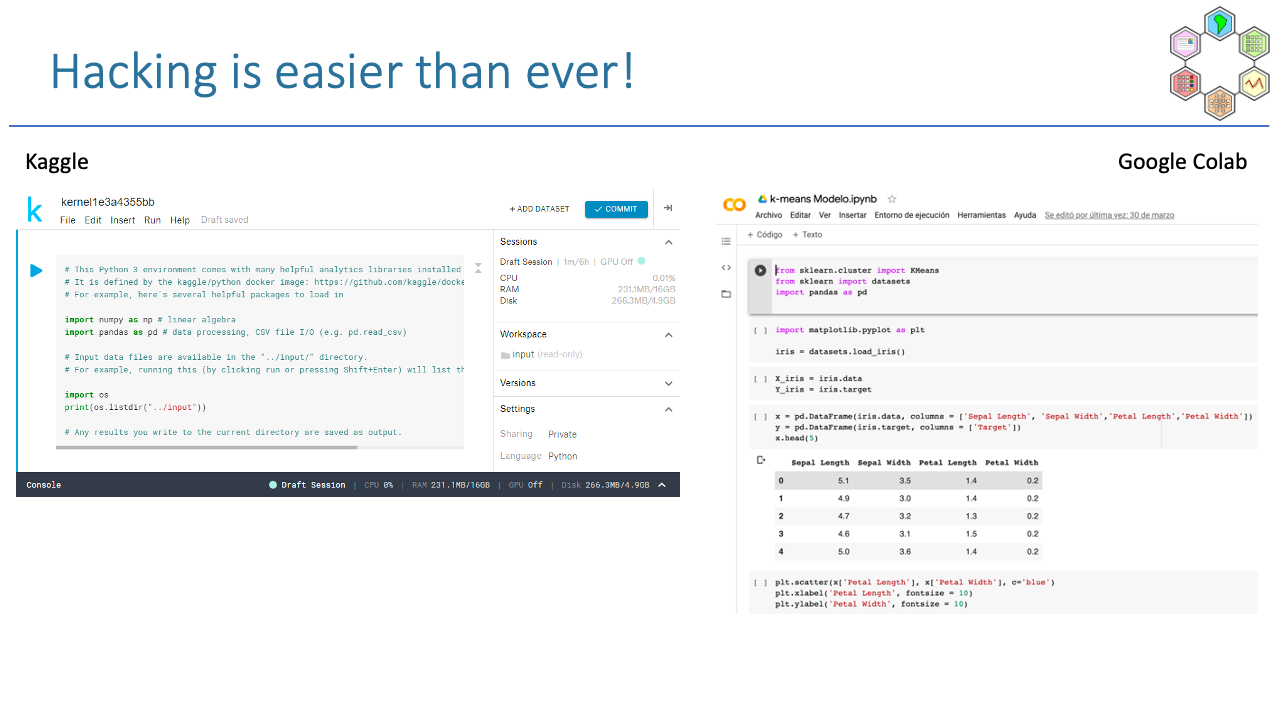 Hacking is easier than ever!
Kaggle
Google Colab
kernel1e3a4355bb
File Edit Insert Run Help Draft saved
+ ADD DATASET
COMMIT
# This Python 3 environment comes with many helpful analytics libraries installed
# It is defined by the kaggle/python docker image: https://github.com/kaggle/docke
# For example, here's several helpful packages to load in
import numpy as np # linear algebra
import pandas as pd # data processing, CSV file I/O (e.g. pd.read_csv)
# Input data files are available in the "../input/" directory.
# For example, running this (by clicking run or pressing Shift+Enter) will list th
import os
print(os.listdir("../input"))
# Any results you write to the current directory are saved as output.
Sessions
Draft Session | 1m/6h | GPU Off
CPU 0.01%
RAM 231.1MB/16GB
Disk 266.3MB/4.9GB
Workspace
input (read-only)
Versions
Settings
Sharing Private
Language Python
Console
Draft Session | CPU 0% | RAM 231.1MB/16GB | GPU Off | Disk 266.3MB/4.9GB
k-means Modelo.ipynb
Archivo Editar Ver Insertar Entorno de ejecución Herramientas Ayuda Se editó por última vez: 30 de marzo
+ Código + Texto
from sklearn.cluster import KMeans
from sklearn import datasets
import pandas as pd
[ ] import matplotlib.pyplot as plt
iris = datasets.load_iris()
[ ] X_iris = iris.data
Y_iris = iris.target
[ ] x = pd.DataFrame(iris.data, columns = ['Sepal Length', 'Sepal Width','Petal Length','Petal Width'])
y = pd.DataFrame(iris.target, columns = ['Target'])
x.head(5)
Sepal Length Sepal Width Petal Length Petal Width
0 5.1 3.5 1.4 0.2
1 4.9 3.0 1.4 0.2
2 4.7 3.2 1.3 0.2
3 4.6 3.1 1.5 0.2
4 5.0 3.6 1.4 0.2
[ ] plt.scatter(x['Petal Length'], x['Petal Width'], c='blue')
plt.xlabel('Petal Length', fontsize = 10)
plt.ylabel('Petal Width', fontsize = 10)